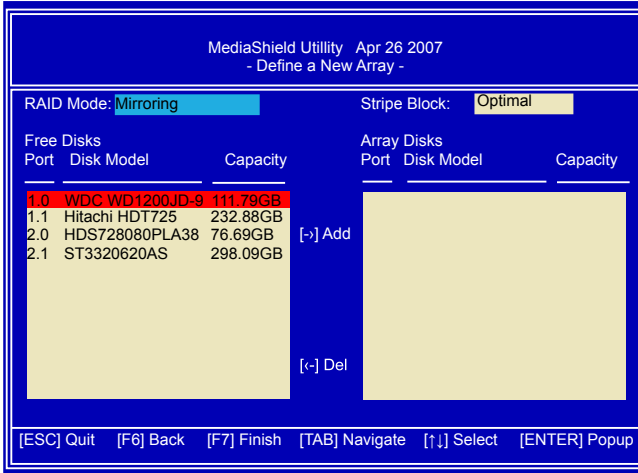 MediaShield Utillity Apr 26 2007
- Define a New Array -
RAID Mode: Mirroring Stripe Block: Optimal
Free Disks Array Disks
Port Disk Model Capacity Port Disk Model Capacity
1.0 WDC WD1200JD-9 111.79GB
1.1 Hitachi HDT725 232.88GB
2.0 HDS728080PLA38 76.69GB
2.1 ST3320620AS 298.09GB
[-›] Add
[‹-] Del
[ESC] Quit [F6] Back [F7] Finish [TAB] Navigate [↑↓] Select [ENTER] Popup